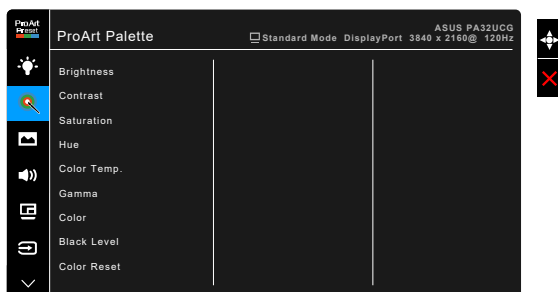 ProArt
Preset
ProArt Palette
ASUS PA32UCG
Standard Mode DisplayPort 3840 x 2160@ 120Hz
Brightness
Contrast
Saturation
Hue
Color Temp.
Gamma
Color
Black Level
Color Reset